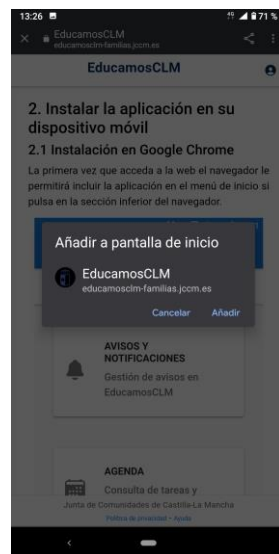 13:26
71 %
EducamosCLM
educamosclm-familias.jccm.es
EducamosCLM
2. Instalar la aplicación en su
dispositivo móvil
2.1 Instalación en Google Chrome
La primera vez que acceda a la web el navegador le
permitirá incluir la aplicación en el menú de inicio si
pulsa en la sección inferior del navegador.
Añadir a pantalla de inicio
EducamosCLM
educamosclm-familias.jccm.es
Cancelar Añadir
AVISOS Y
NOTIFICACIONES
Gestión de avisos en
EducamosCLM
AGENDA
Consulta de tareas y
Junta de Comunidades de Castilla-La Mancha
Política de privacidad - Ayuda